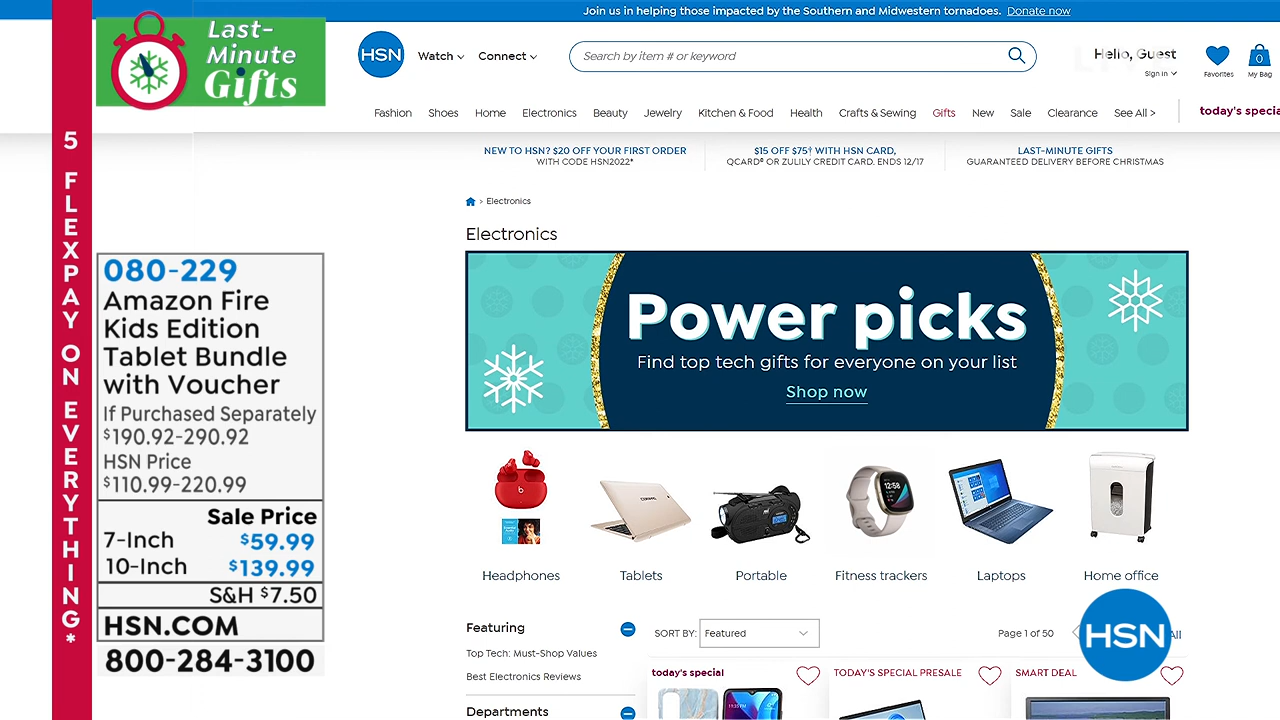 Join us in helping those impacted by the Southern and Midwestern tornadoes. Donate now
Last-
Minute
Gifts
HSN
Watch
Connect
Search by item # or keyword
Hello, Guest
Sign in
Favorites
0
My Bag
Fashion Shoes Home Electronics Beauty Jewelry Kitchen & Food Health Crafts & Sewing Gifts New Sale Clearance See All > today's specia
NEW TO HSN? $20 OFF YOUR FIRST ORDER
WITH CODE HSN2022*
$15 OFF $75† WITH HSN CARD,
QCARD® OR ZULILY CREDIT CARD. ENDS 12/17
LAST-MINUTE GIFTS
GUARANTEED DELIVERY BEFORE CHRISTMAS
5 FLEXPAY ON EVERYTHING*
080-229
Amazon Fire
Kids Edition
Tablet Bundle
with Voucher
If Purchased Separately
$190.92-290.92
HSN Price
$110.99-220.99
Sale Price
7-Inch $59.99
10-Inch $139.99
S&H $7.50
HSN.COM
800-284-3100
> Electronics
Electronics
Power picks
Find top tech gifts for everyone on your list
Shop now
Headphones Tablets Portable Fitness trackers Laptops Home office
Featuring
Top Tech: Must-Shop Values
Best Electronics Reviews
Departments
SORT BY: Featured
Page 1 of 50
All
HSN
today's special
TODAY'S SPECIAL PRESALE
SMART DEAL